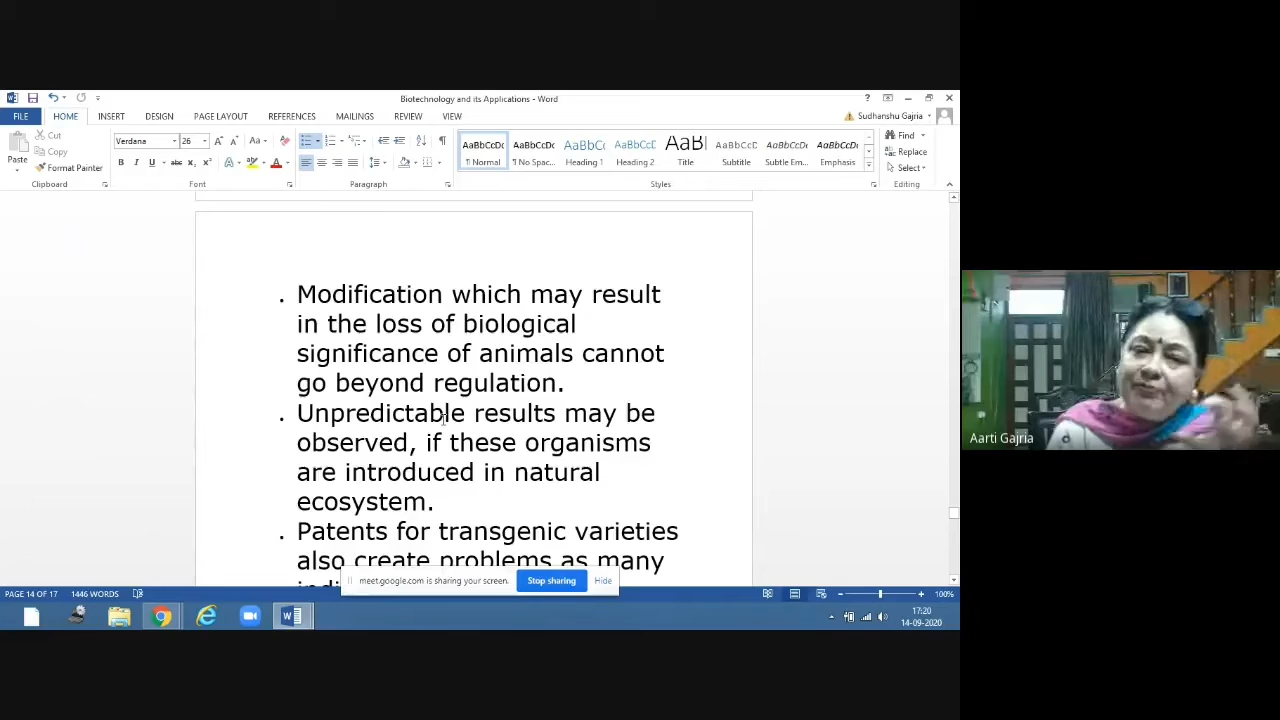 Biotechnology and its Applications - Word
FILE HOME INSERT DESIGN PAGE LAYOUT REFERENCES MAILINGS REVIEW VIEW
Sudhanshu Gajria
Paste
Cut
Copy
Format Painter
Verdana 26
AaBbCcDc AaBbCcDc AaBbCc AaBbCcC AaBl AaBbCcC AaBbCcDc AaBbCcDc
¶ Normal ¶ No Spac... Heading 1 Heading 2 Title Subtitle Subtle Em... Emphasis
Find
Replace
Select
Clipboard Font Paragraph Styles Editing
. Modification which may result
in the loss of biological
significance of animals cannot
go beyond regulation.
. Unpredictable results may be
observed, if these organisms
are introduced in natural
ecosystem.
. Patents for transgenic varieties
also create problems as many
meet.google.com is sharing your screen. Stop sharing Hide
PAGE 14 OF 17 1446 WORDS
100%
17:20
14-09-2020
Aarti Gajria